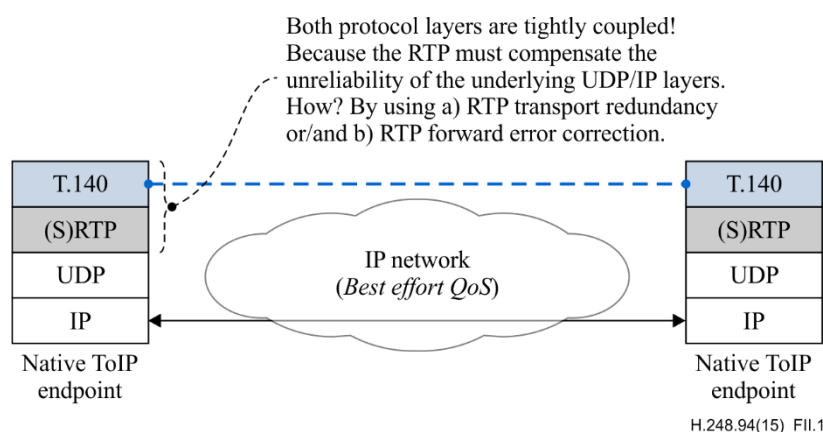 Both protocol layers are tightly coupled!
Because the RTP must compensate the
unreliability of the underlying UDP/IP layers.
How? By using a) RTP transport redundancy
or/and b) RTP forward error correction.
T.140
(S)RTP
UDP
IP
Native ToIP
endpoint
IP network
(Best effort QoS)
T.140
(S)RTP
UDP
IP
Native ToIP
endpoint
H.248.94(15)_FII.1